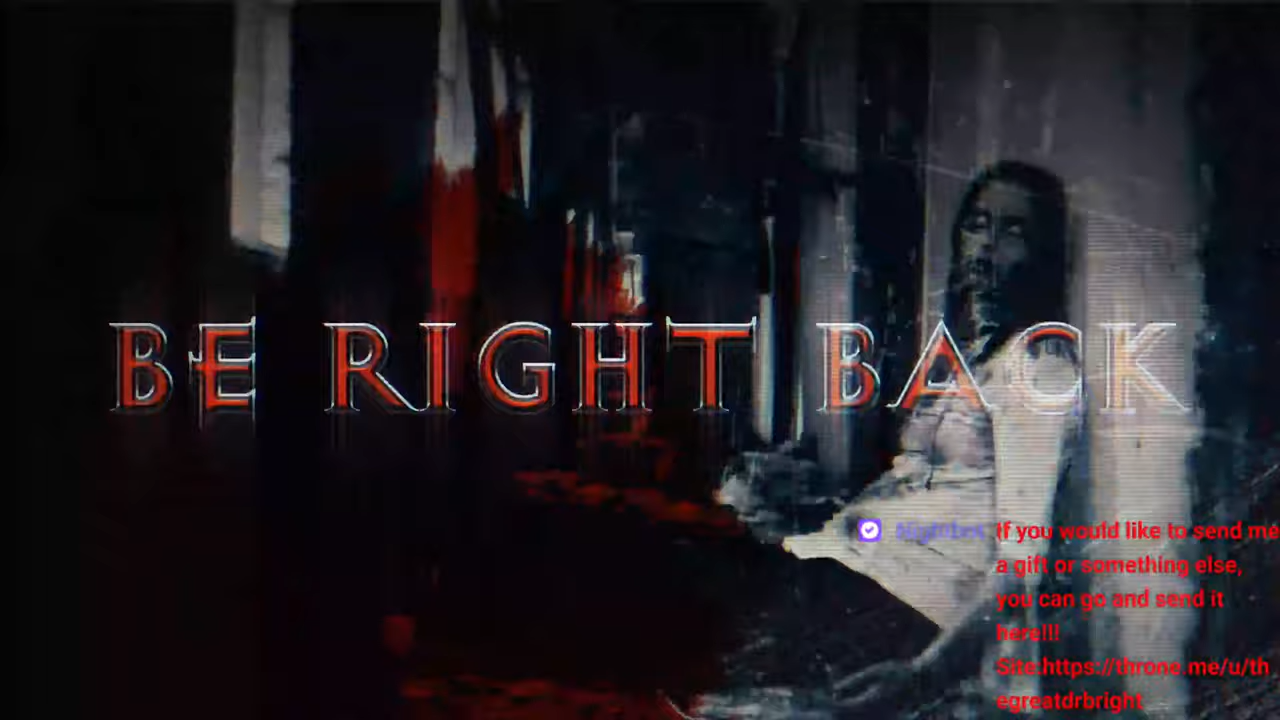 BE RIGHT BACK
Nightbot If you would like to send me
a gift or something else,
you can go and send it
here!!!
Site:https://throne.me/u/th
egreatdrbright